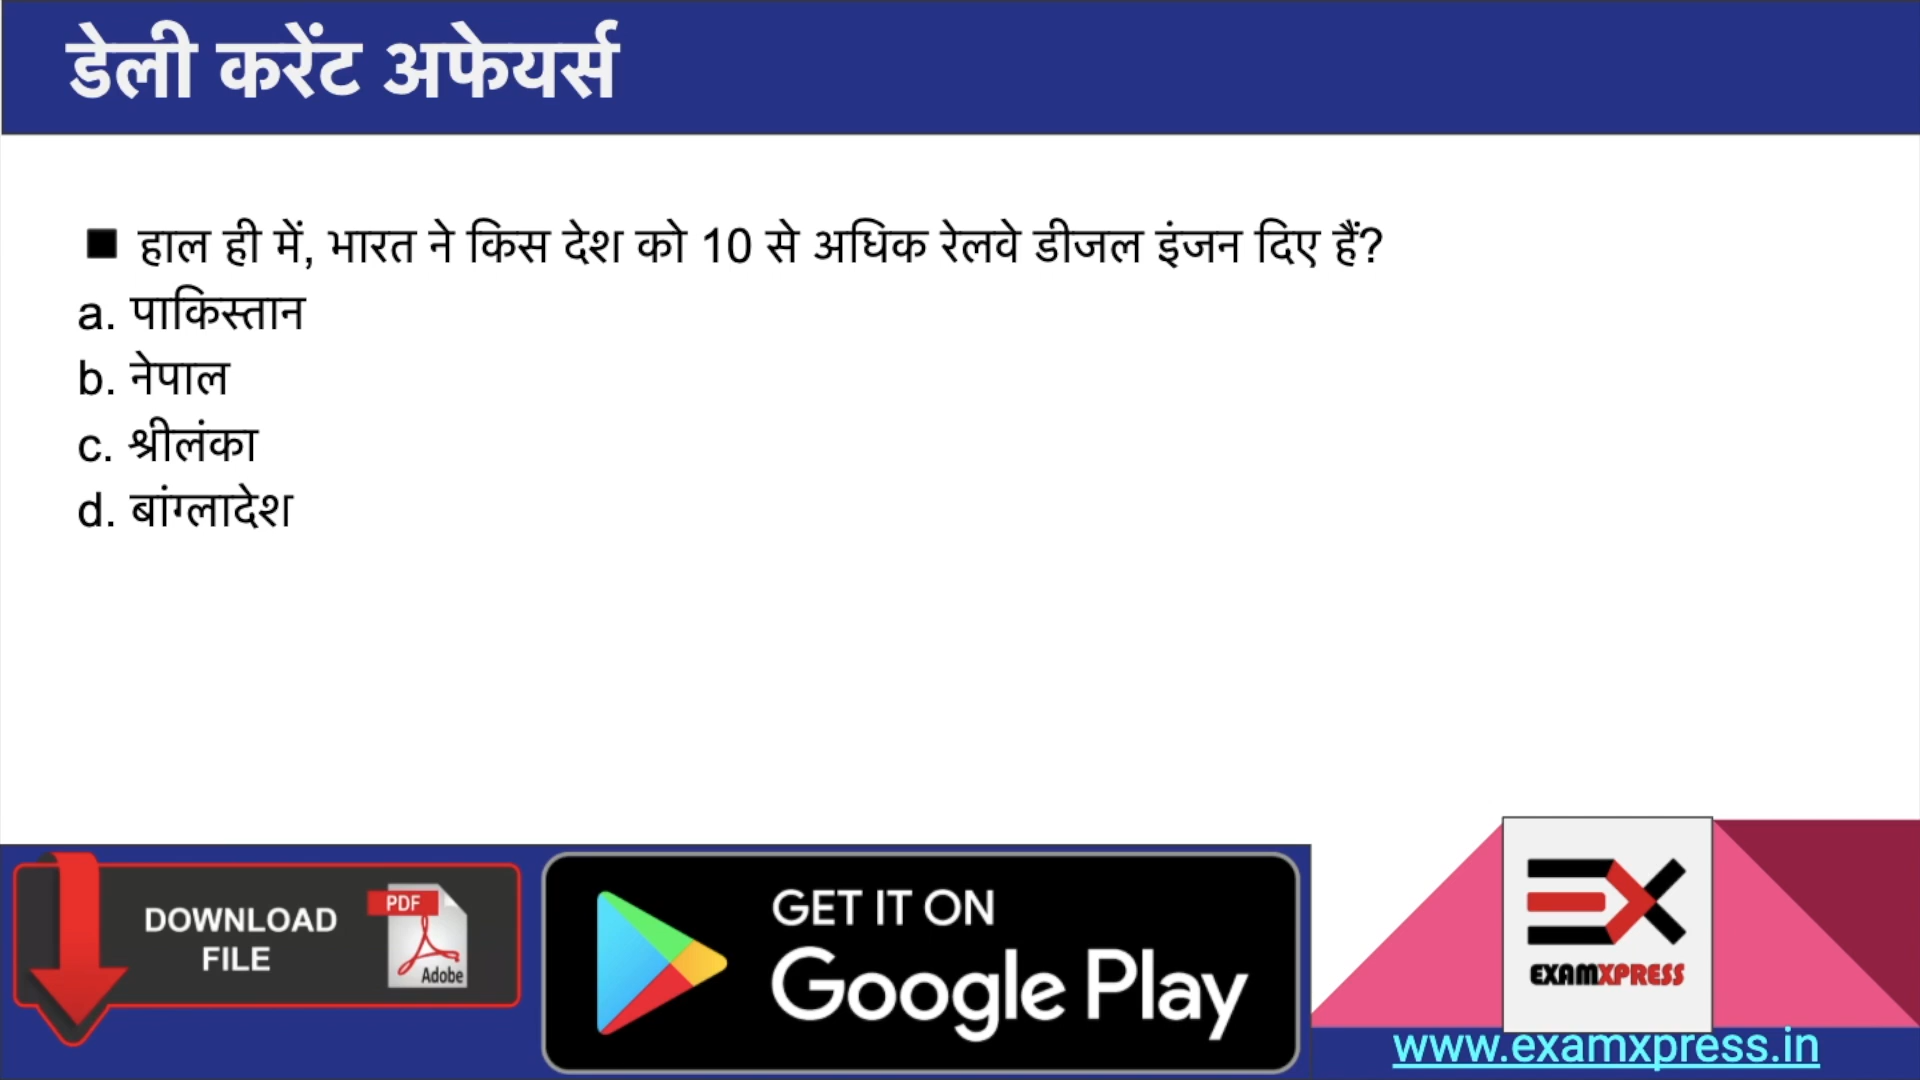 डेली करेंट अफेयर्स
■ हाल ही में, भारत ने किस देश को 10 से अधिक रेलवे डीजल इंजन दिए हैं?
a. पाकिस्तान
b. नेपाल
c. श्रीलंका
d. बांग्लादेश
DOWNLOAD
FILE
PDF
Adobe
GET IT ON
Google Play
EXAMXPRESS
www.examxpress.in